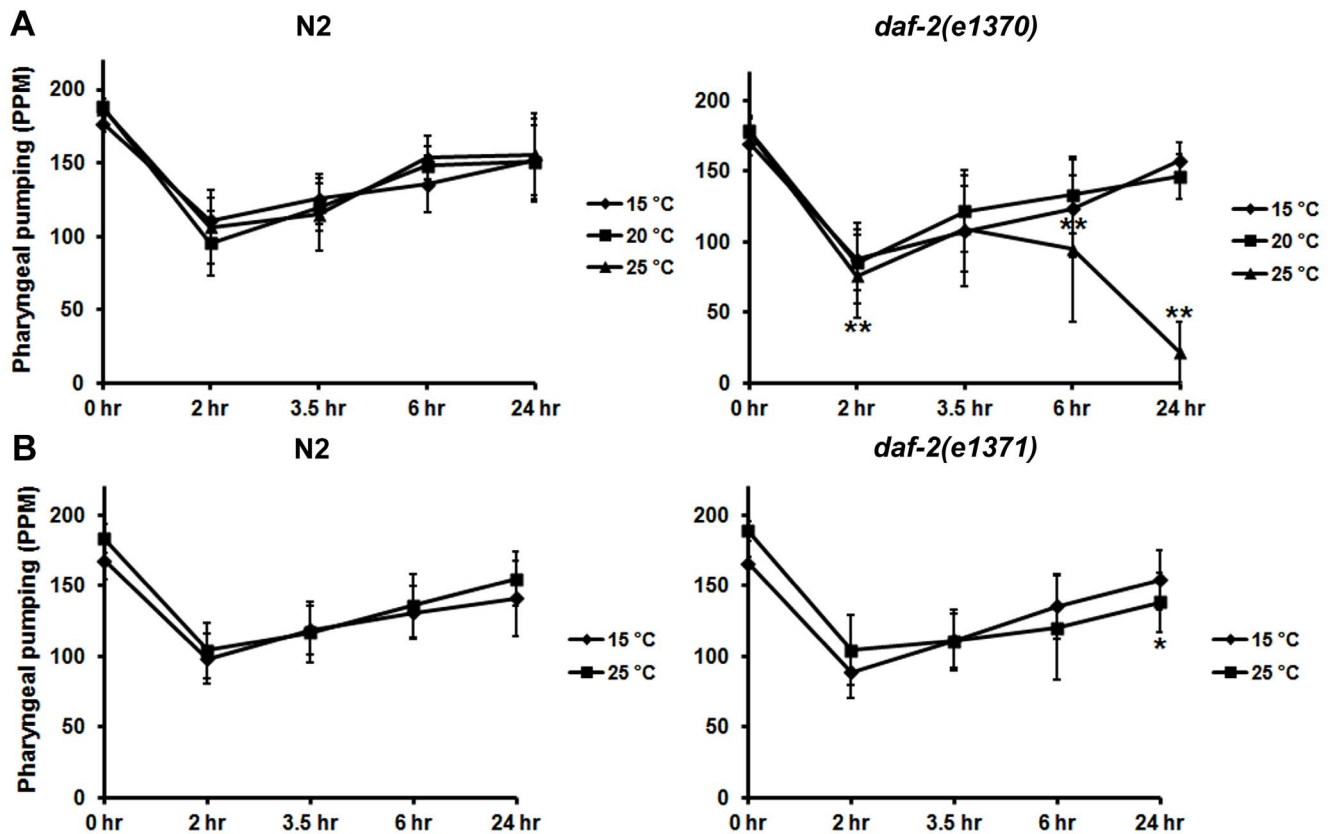 A
N2
daf-2(e1370)
Pharyngeal pumping (PPM)
200
150
100
50
0
0 hr
2 hr
3.5 hr
6 hr
24 hr
15 °C
20 °C
25 °C
200
150
100
50
0
**
**
**
0 hr
2 hr
3.5 hr
6 hr
24 hr
15 °C
20 °C
25 °C
B
N2
daf-2(e1371)
Pharyngeal pumping (PPM)
200
150
100
50
0
0 hr
2 hr
3.5 hr
6 hr
24 hr
15 °C
25 °C
200
150
100
50
0
*
0 hr
2 hr
3.5 hr
6 hr
24 hr
15 °C
25 °C